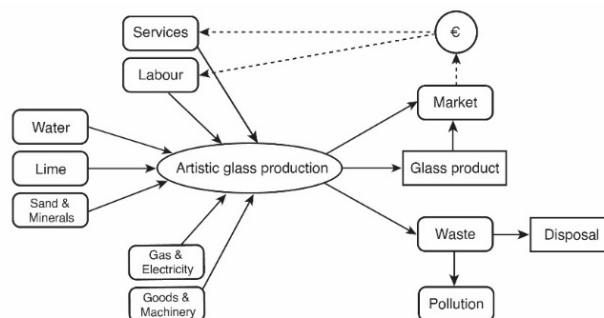 Services
€
Labour
Market
Water
Lime
Artistic glass production
Glass product
Sand &
Minerals
Gas &
Electricity
Waste
Disposal
Goods &
Machinery
Pollution